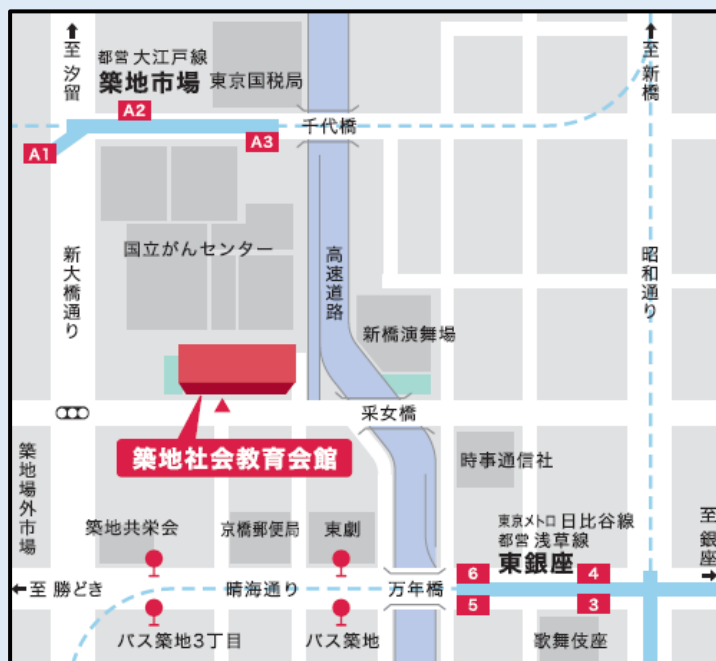 至 汐留
都営 大江戸線
築地市場
東京国税局
至 新橋
A2
A1
A3
千代橋
国立がんセンター
新大橋通り
高速道路
昭和通り
新橋演舞場
采女橋
築地社会教育会館
築地場外市場
時事通信社
築地共栄会
京橋郵便局
東劇
東京メトロ 日比谷線
都営 浅草線
東銀座
至 銀座
至 勝どき
晴海通り
万年橋
6
4
5
3
バス築地3丁目
バス築地
歌舞伎座